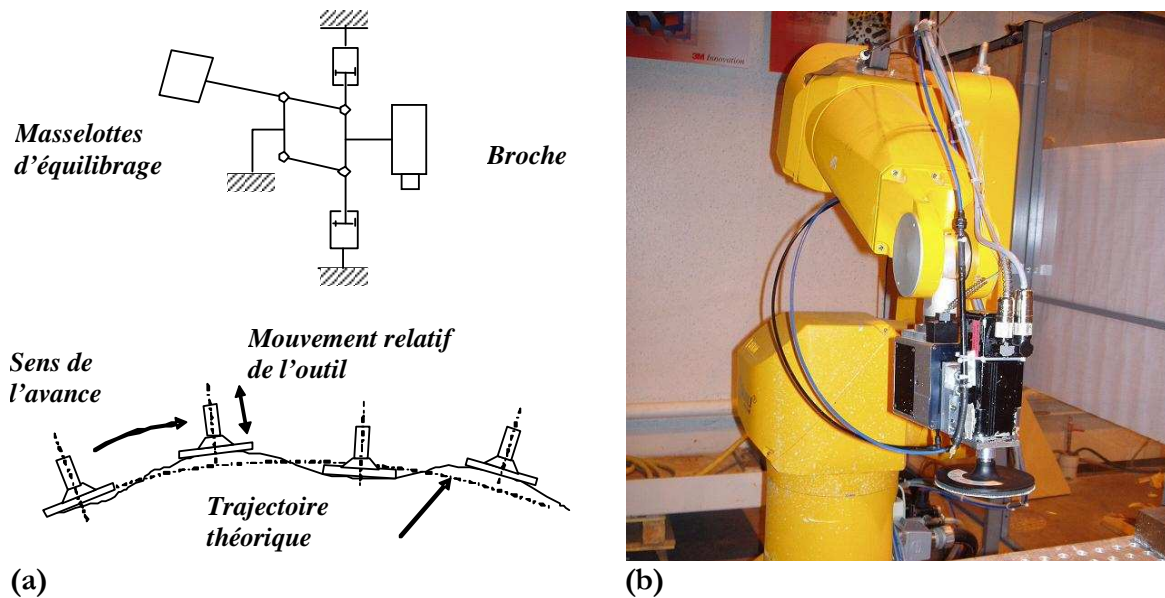 Masselottes
d'équilibrage
Broche
Sens de
l'avance
Mouvement relatif
de l'outil
Trajectoire
théorique
(a)
3M Innovation
(b)